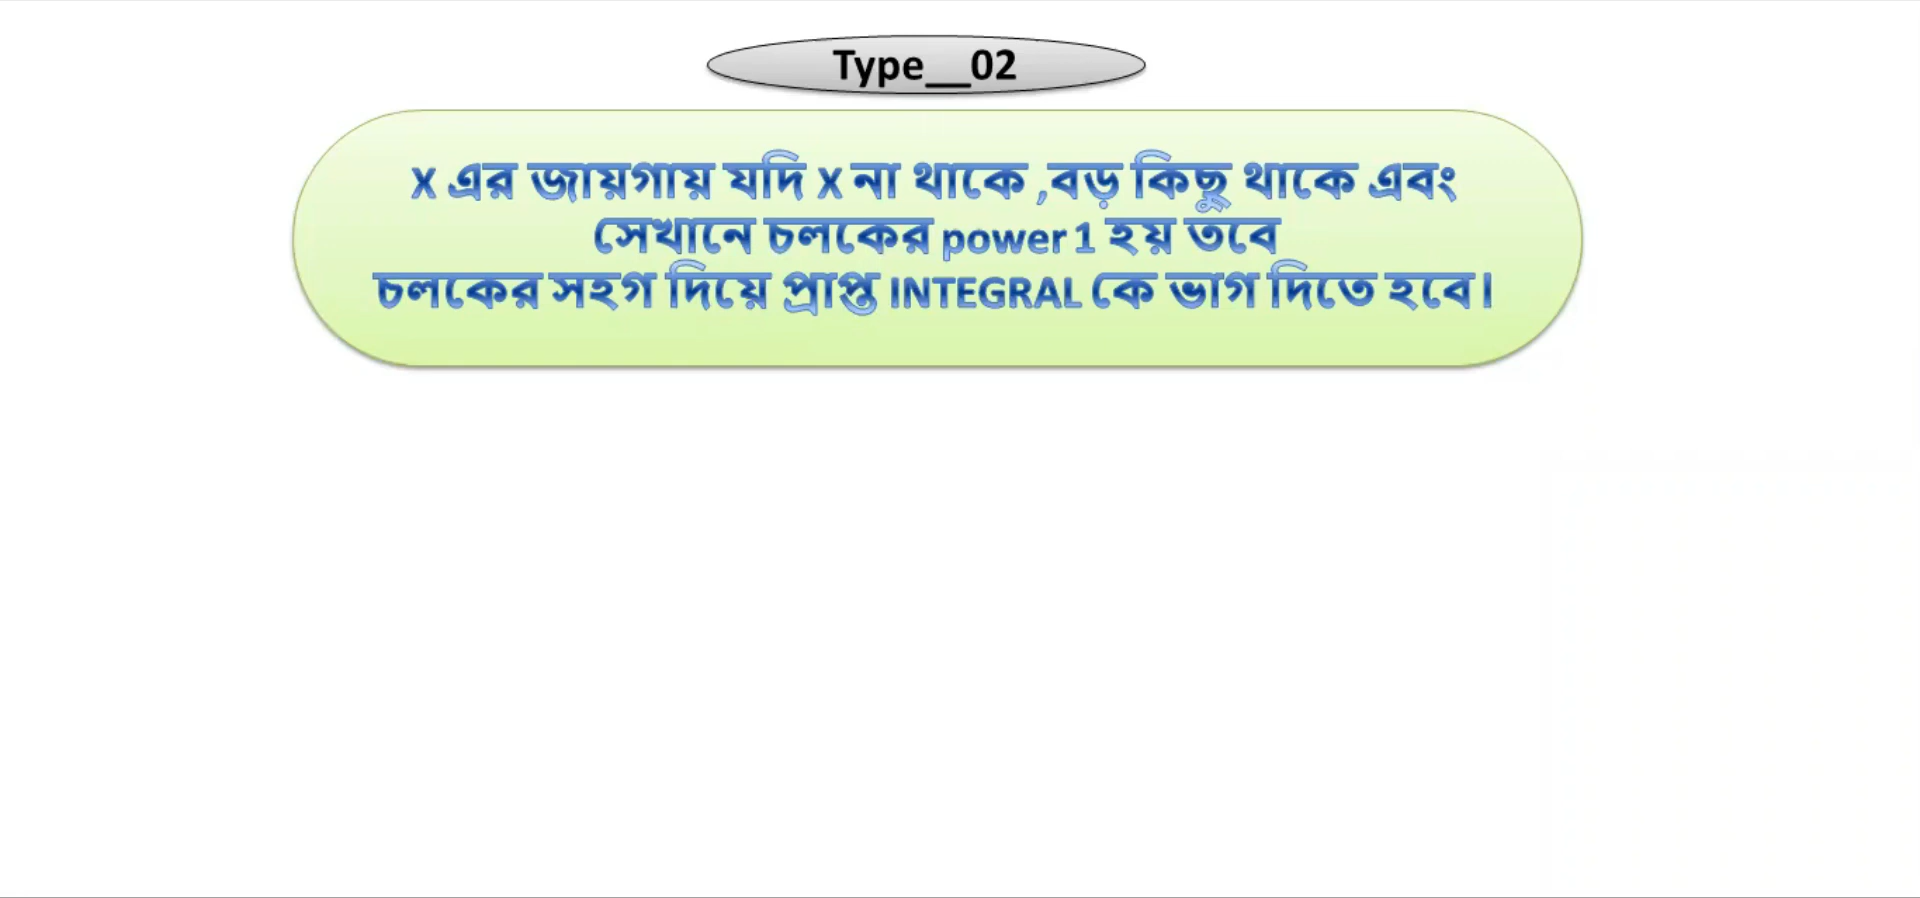 Type__02
X এর জায়গায় যদি X না থাকে ,বড় কিছু থাকে এবং
সেখানে চলকের power 1 হয় তবে
চলকের সহগ দিয়ে প্রাপ্ত INTEGRAL কে ভাগ দিতে হবে।